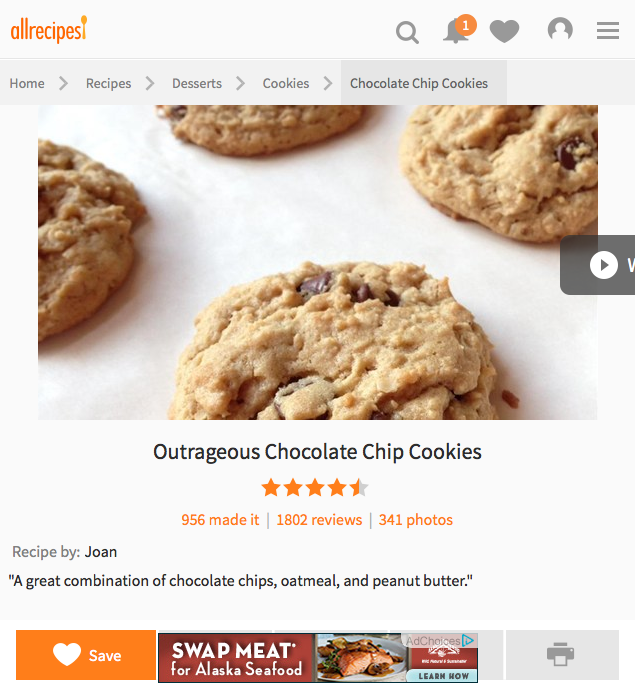 allrecipes
1
Home
Recipes
Desserts
Cookies
Chocolate Chip Cookies
W
Outrageous Chocolate Chip Cookies
956 made it | 1802 reviews | 341 photos
Recipe by: Joan
"A great combination of chocolate chips, oatmeal, and peanut butter."
Save
SWAP MEAT*
for Alaska Seafood
AdChoices
Wild, Natural & Sustainable
LEARN HOW